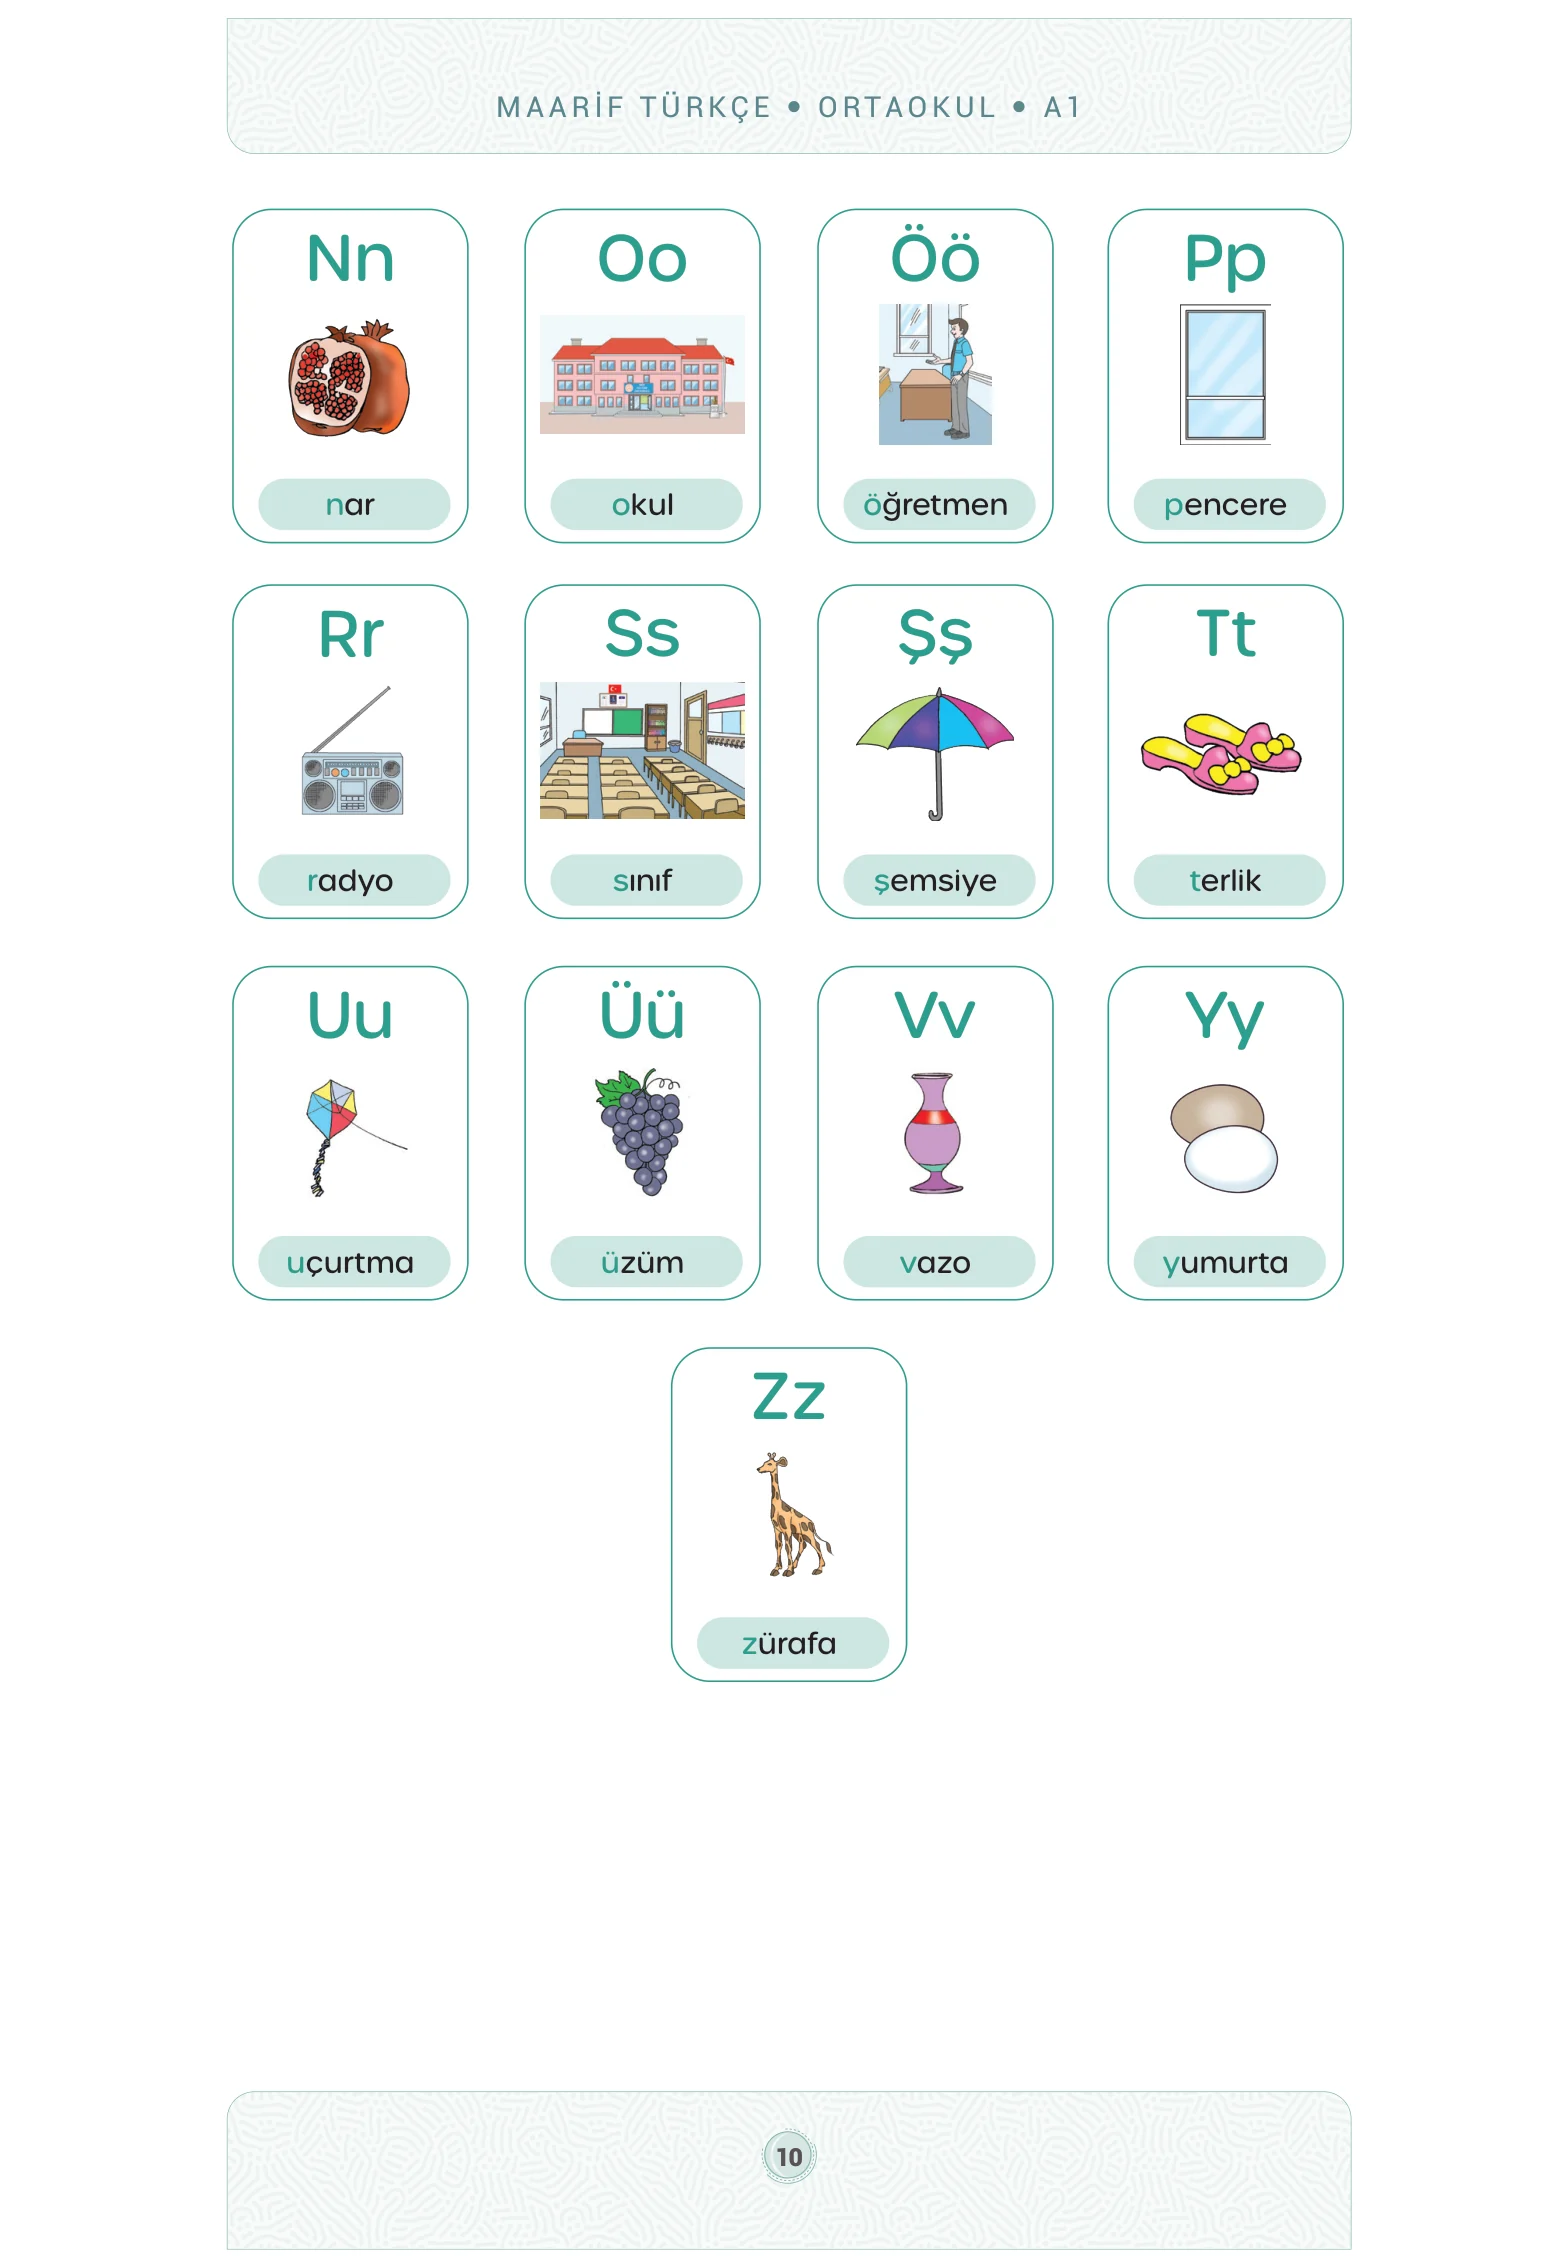 MAARİF TÜRKÇE • ORTAOKUL • A1
Nn
nar
Oo
okul
Öö
öğretmen
Pp
pencere
Rr
radyo
Ss
sınıf
Şş
şemsiye
Tt
terlik
Uu
uçurtma
Üü
üzüm
Vv
vazo
Yy
yumurta
Zz
zürafa
10